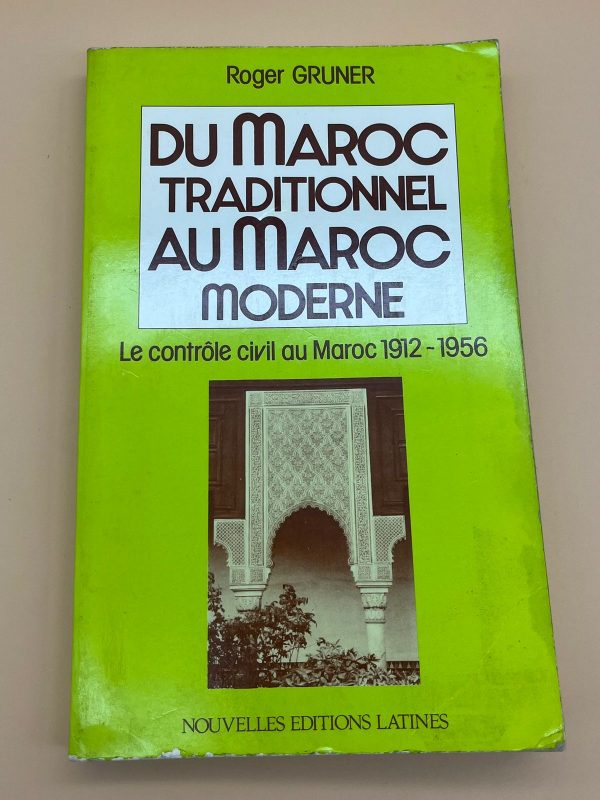 Roger GRUNER
DU MAROC
TRADITIONNEL
AU MAROC
MODERNE
Le contrôle civil au Maroc 1912-1956
NOUVELLES EDITIONS LATINES